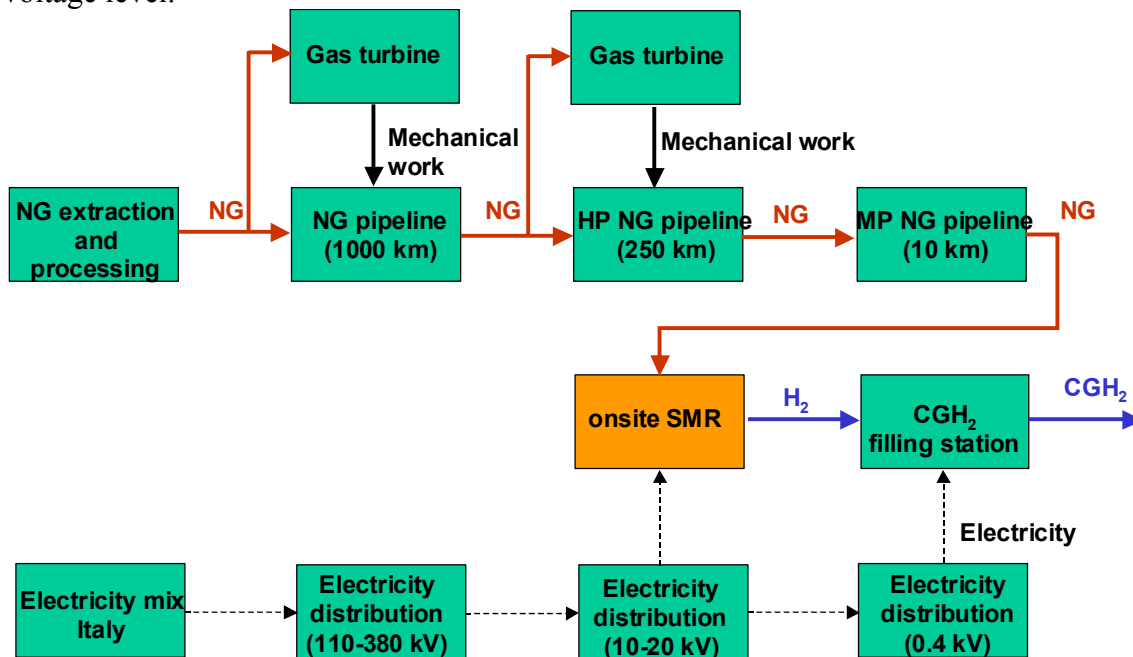 voltage level.
Gas turbine
Gas turbine
Mechanical
work
Mechanical work
NG extraction
and
processing
NG
NG pipeline
(1000 km)
NG
HP NG pipeline
(250 km)
NG
MP NG pipeline
(10 km)
NG
onsite SMR
H₂
CGH₂
filling station
CGH₂
Electricity
Electricity mix
Italy
Electricity
distribution
(110-380 kV)
Electricity
distribution
(10-20 kV)
Electricity
distribution
(0.4 kV)